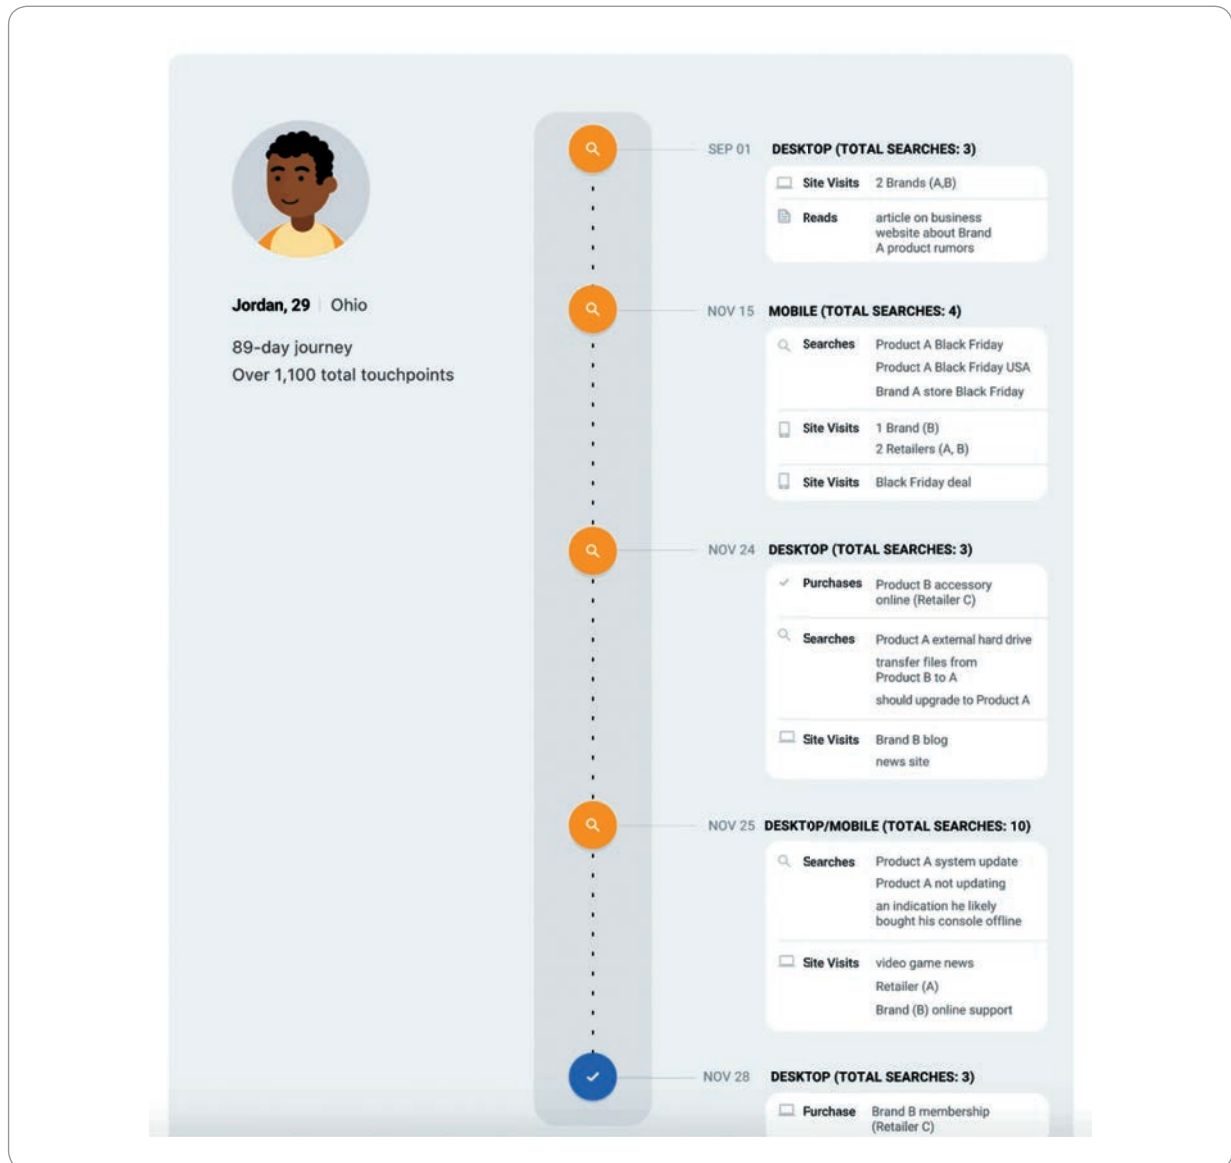 Jordan, 29 | Ohio
89-day journey
Over 1,100 total touchpoints
SEP 01 DESKTOP (TOTAL SEARCHES: 3)
Site Visits 2 Brands (A,B)
Reads article on business
website about Brand
A product rumors
NOV 15 MOBILE (TOTAL SEARCHES: 4)
Searches Product A Black Friday
Product A Black Friday USA
Brand A store Black Friday
Site Visits 1 Brand (B)
2 Retailers (A, B)
Site Visits Black Friday deal
NOV 24 DESKTOP (TOTAL SEARCHES: 3)
Purchases Product B accessory
online (Retailer C)
Searches Product A external hard drive
transfer files from
Product B to A
should upgrade to Product A
Site Visits Brand B blog
news site
NOV 25 DESKTOP/MOBILE (TOTAL SEARCHES: 10)
Searches Product A system update
Product A not updating
an indication he likely
bought his console offline
Site Visits video game news
Retailer (A)
Brand (B) online support
NOV 28 DESKTOP (TOTAL SEARCHES: 3)
Purchase Brand B membership
(Retailer C)